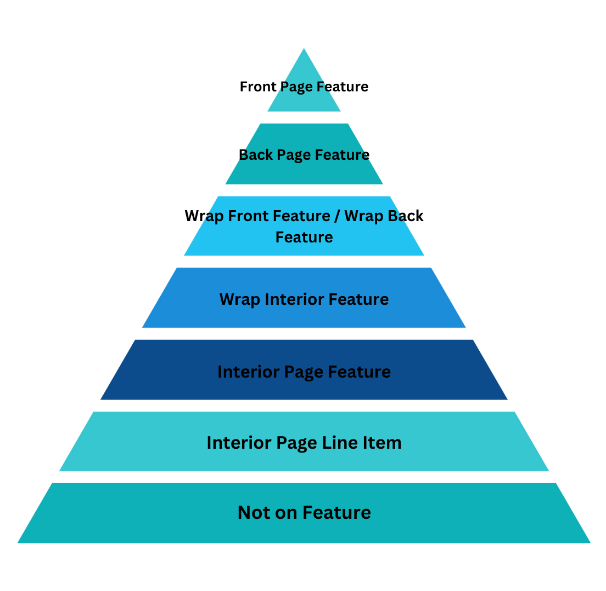 Front Page Feature
Back Page Feature
Wrap Front Feature / Wrap Back
Feature
Wrap Interior Feature
Interior Page Feature
Interior Page Line Item
Not on Feature